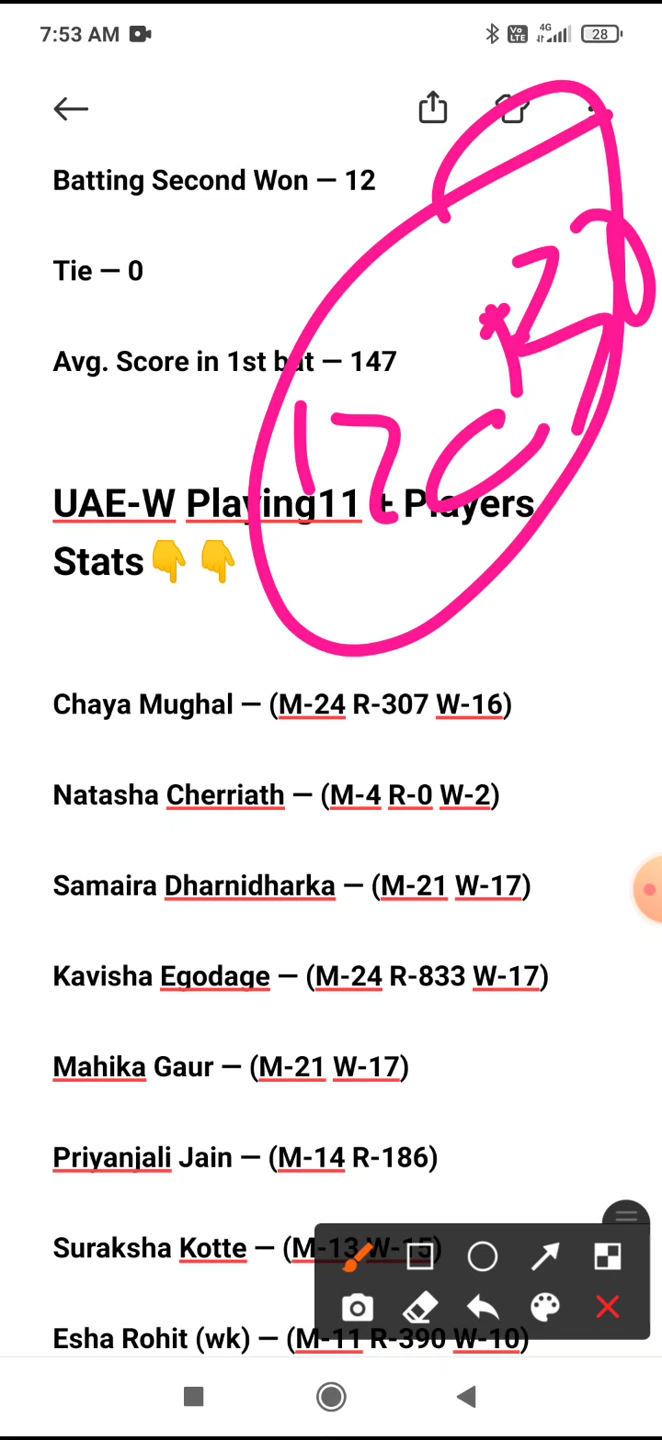 7:53 AM 4G 28
Batting Second Won – 12
Tie – 0
Avg. Score in 1st bat – 147
UAE-W Playing11 + Players
Stats👇👇
Chaya Mughal – (M-24 R-307 W-16)
Natasha Cherriath – (M-4 R-0 W-2)
Samaira Dharnidharka – (M-21 W-17)
Kavisha Egodage – (M-24 R-833 W-17)
Mahika Gaur – (M-21 W-17)
Priyanjali Jain – (M-14 R-186)
Suraksha Kotte – (M-13 W-15)
Esha Rohit (wk) – (M-11 R-390 W-10)